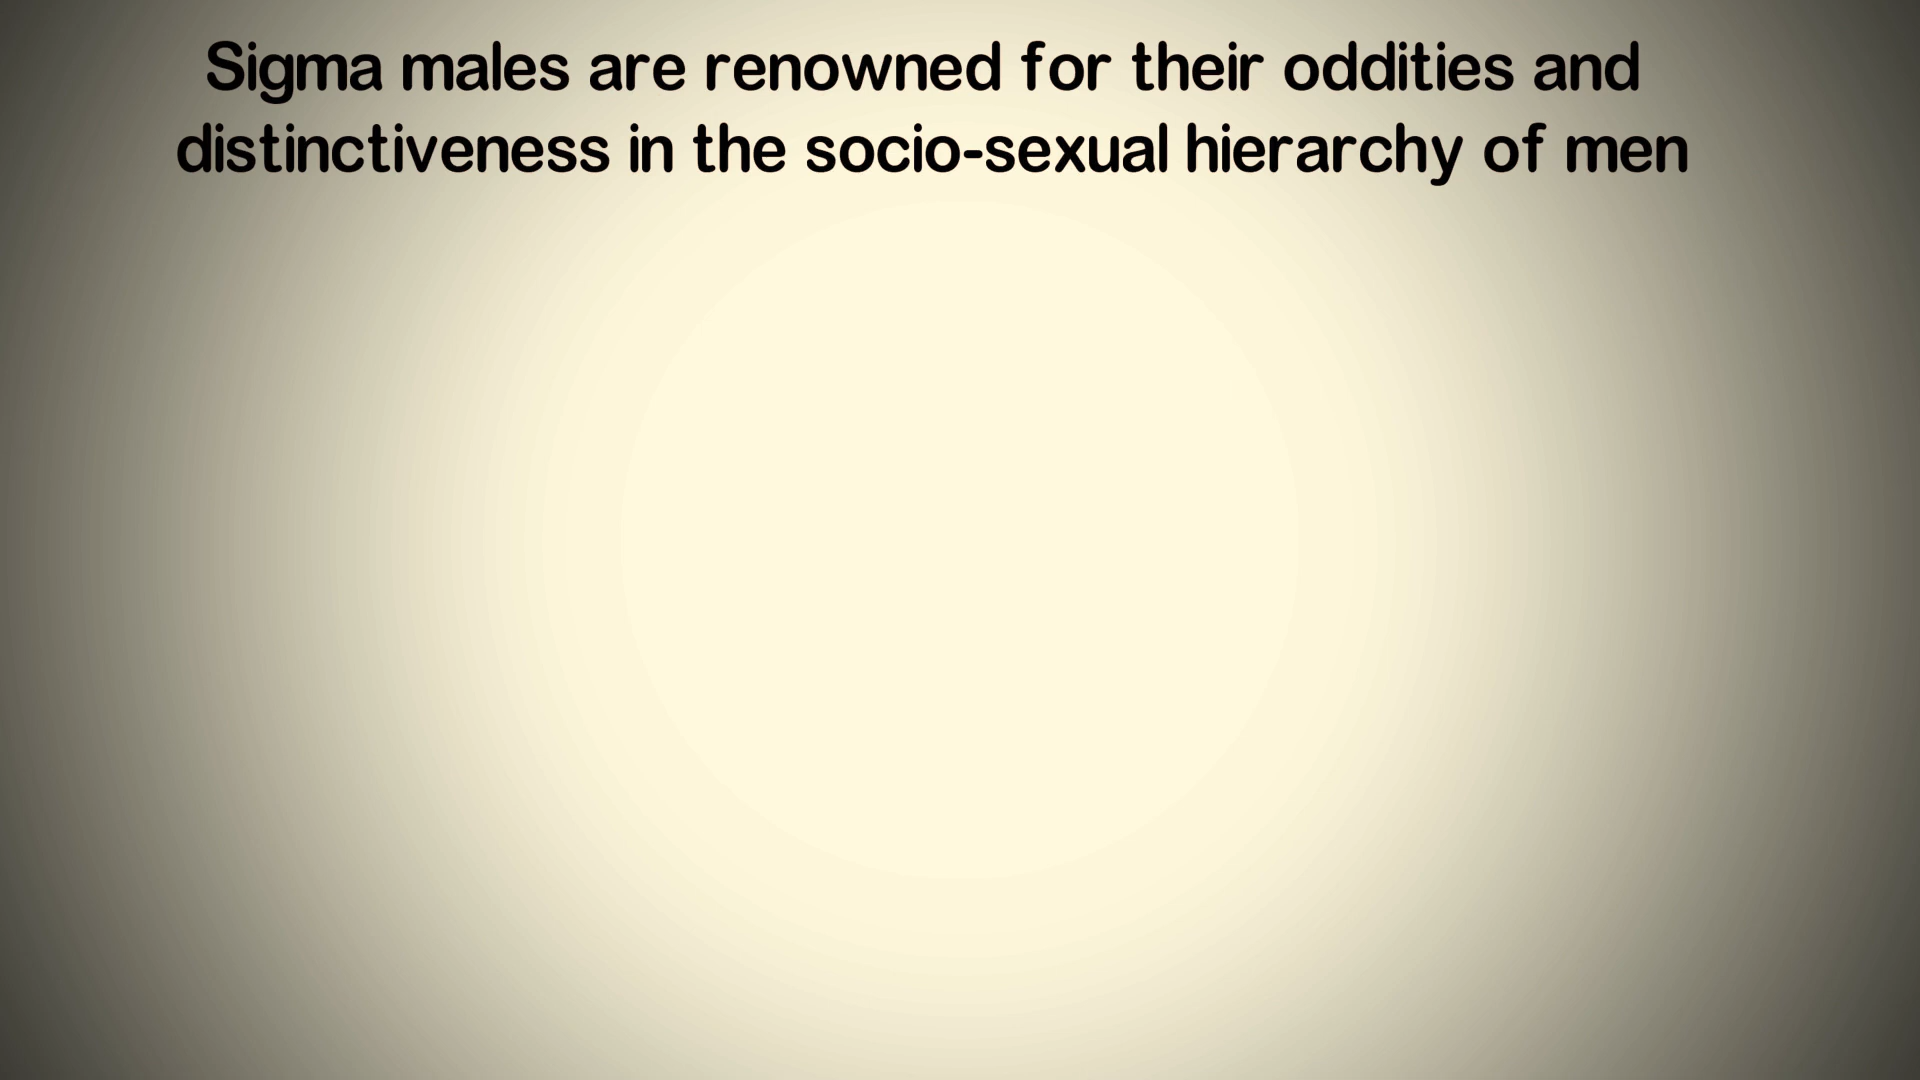 Sigma males are renowned for their oddities and
distinctiveness in the socio-sexual hierarchy of men